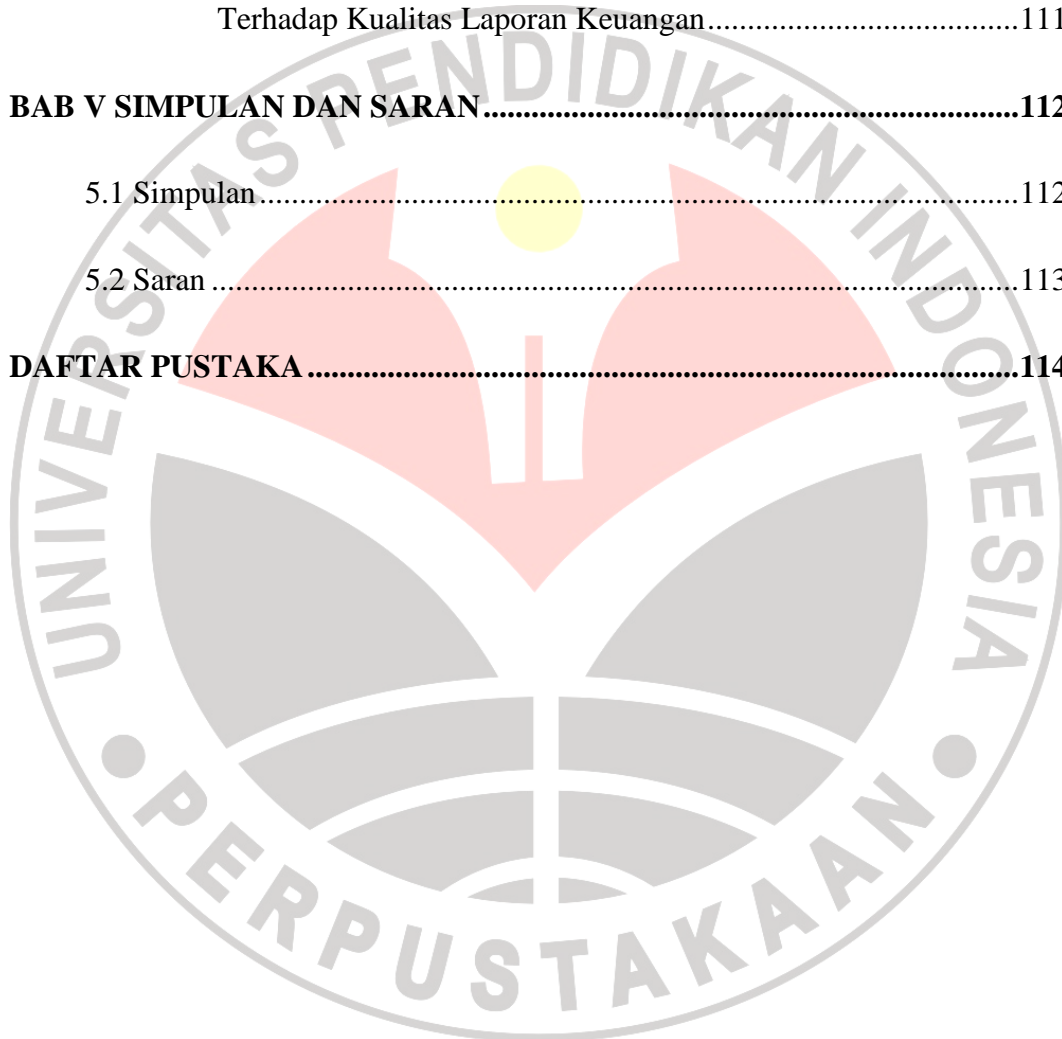 Terhadap Kualitas Laporan Keuangan....................................111
BAB V SIMPULAN DAN SARAN....................................112
5.1 Simpulan....................................112
5.2 Saran ....................................113
DAFTAR PUSTAKA....................................114
UNIVERSITAS PENDIDIKAN INDONESIA
PERPUSTAKAAN